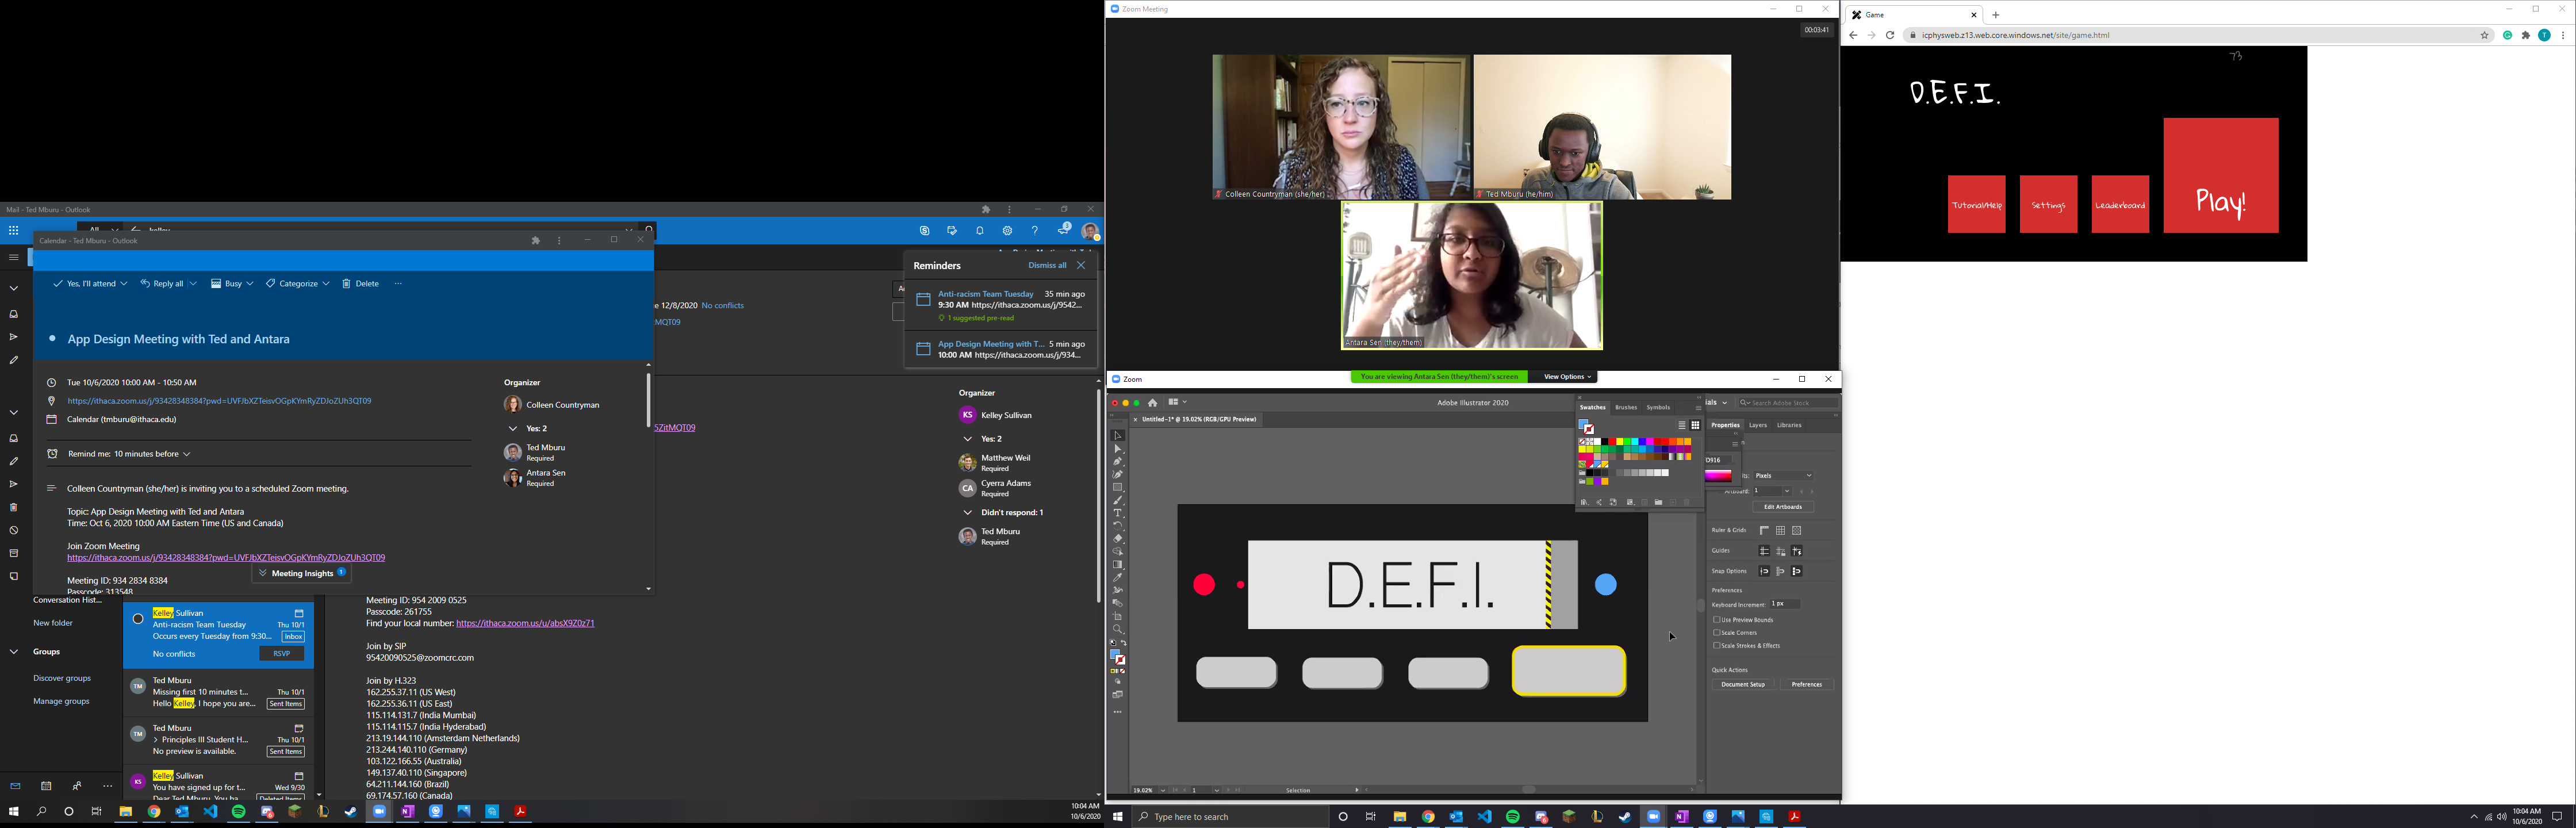 Mail - Ted Mburu - Outlook
Calendar - Ted Mburu - Outlook
Yes, I'll attend
Reply all
Busy
Categorize
Delete
App Design Meeting with Ted and Antara
Tue 10/6/2020 10:00 AM - 10:50 AM
https://ithaca.zoom.us/j/93428348384?pwd=UVFJbXZTeisvOGpKYmRyZDJoZUh3QT09
Calendar (tmburu@ithaca.edu)
Remind me: 10 minutes before
Colleen Countryman (she/her) is inviting you to a scheduled Zoom meeting.
Topic: App Design Meeting with Ted and Antara
Time: Oct 6, 2020 10:00 AM Eastern Time (US and Canada)
Join Zoom Meeting
https://ithaca.zoom.us/j/93428348384?pwd=UVFJbXZTeisvOGpKYmRyZDJoZUh3QT09
Meeting ID: 934 2834 8384
Passcode: 313548
Meeting Insights 1
Organizer
Colleen Countryman
Yes: 2
Ted Mburu
Required
Antara Sen
Required
e 12/8/2020 No conflicts
MQT09
5ZitMQT09
Reminders
Dismiss all
Anti-racism Team Tuesday 35 min ago
9:30 AM https://ithaca.zoom.us/j/9542...
1 suggested pre-read
App Design Meeting with T... 5 min ago
10:00 AM https://ithaca.zoom.us/j/934...
Organizer
KS Kelley Sullivan
Yes: 2
Matthew Weil
Required
CA Cyerra Adams
Required
Didn't respond: 1
Ted Mburu
Required
Conversation Hist...
New folder
Groups
Discover groups
Manage groups
Kelley Sullivan
Anti-racism Team Tuesday Thu 10/1
Occurs every Tuesday from 9:30... Inbox
No conflicts RSVP
TM Ted Mburu
Missing first 10 minutes t... Thu 10/1
Hello Kelley, I hope you are... Sent Items
TM Ted Mburu
> Principles III Student H... Thu 10/1
No preview is available. Sent Items
KS Kelley Sullivan
You have signed up for t... Wed 9/30
Dear Ted Mburu, You ha... Deleted Items
Meeting ID: 954 2009 0525
Passcode: 261755
Find your local number: https://ithaca.zoom.us/u/absX9Z0z71
Join by SIP
95420090525@zoomcrc.com
Join by H.323
162.255.37.11 (US West)
162.255.36.11 (US East)
115.114.131.7 (India Mumbai)
115.114.115.7 (India Hyderabad)
213.19.144.110 (Amsterdam Netherlands)
213.244.140.110 (Germany)
103.122.166.55 (Australia)
149.137.40.110 (Singapore)
64.211.144.160 (Brazil)
69.174.57.160 (Canada)
10:04 AM
10/6/2020
Zoom Meeting
00:03:41
Colleen Countryman (she/her)
Ted Mburu (he/him)
Antara Sen (they/them)
Zoom
You are viewing Antara Sen (they/them)'s screen
View Options
Adobe Illustrator 2020
Search Adobe Stock
Untitled-1* @ 19.02% (RGB/GPU Preview)
Swatches Brushes Symbols
Properties Layers Libraries
Pixels
Artboard: 1
Edit Artboards
Ruler & Grids
Guides
Snap Options
Preferences
Keyboard Increment: 1 px
Use Preview Bounds
Scale Corners
Scale Strokes & Effects
Quick Actions
Document Setup
Preferences
D.E.F.I.
19.02% 1 Selection
Type here to search
Game
icphysweb.z13.web.core.windows.net/site/game.html
T
73
D.E.F.I.
Tutorial/Help
Settings
Leaderboard
Play!
10:04 AM
10/6/2020